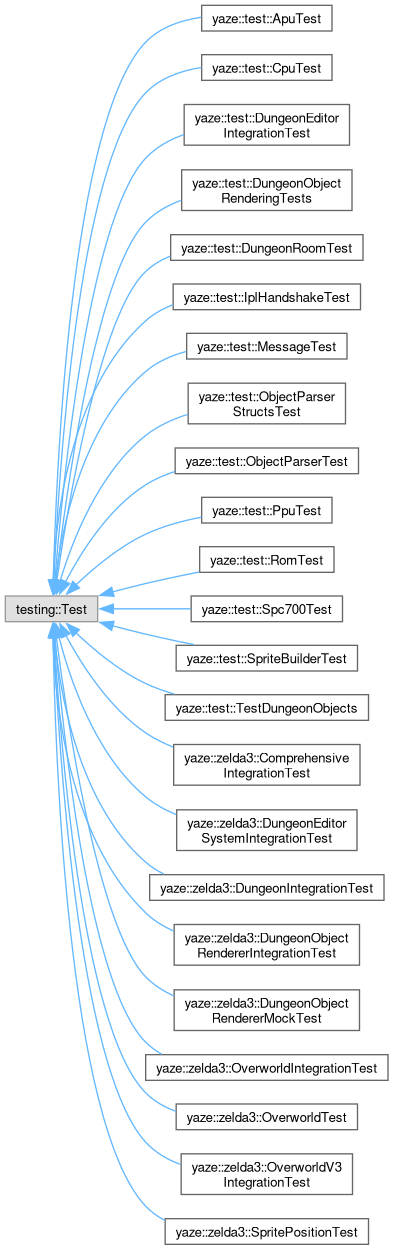 yaze::test::ApuTest
yaze::test::CpuTest
yaze::test::DungeonEditor
IntegrationTest
yaze::test::DungeonObject
RenderingTests
yaze::test::DungeonRoomTest
yaze::test::IplHandshakeTest
yaze::test::MessageTest
yaze::test::ObjectParser
StructsTest
yaze::test::ObjectParserTest
yaze::test::PpuTest
yaze::test::RomTest
testing::Test
yaze::test::Spc700Test
yaze::test::SpriteBuilderTest
yaze::test::TestDungeonObjects
yaze::zelda3::Comprehensive
IntegrationTest
yaze::zelda3::DungeonEditor
SystemIntegrationTest
yaze::zelda3::DungeonIntegrationTest
yaze::zelda3::DungeonObject
RendererIntegrationTest
yaze::zelda3::DungeonObject
RendererMockTest
yaze::zelda3::OverworldIntegrationTest
yaze::zelda3::OverworldTest
yaze::zelda3::OverworldV3
IntegrationTest
yaze::zelda3::SpritePositionTest